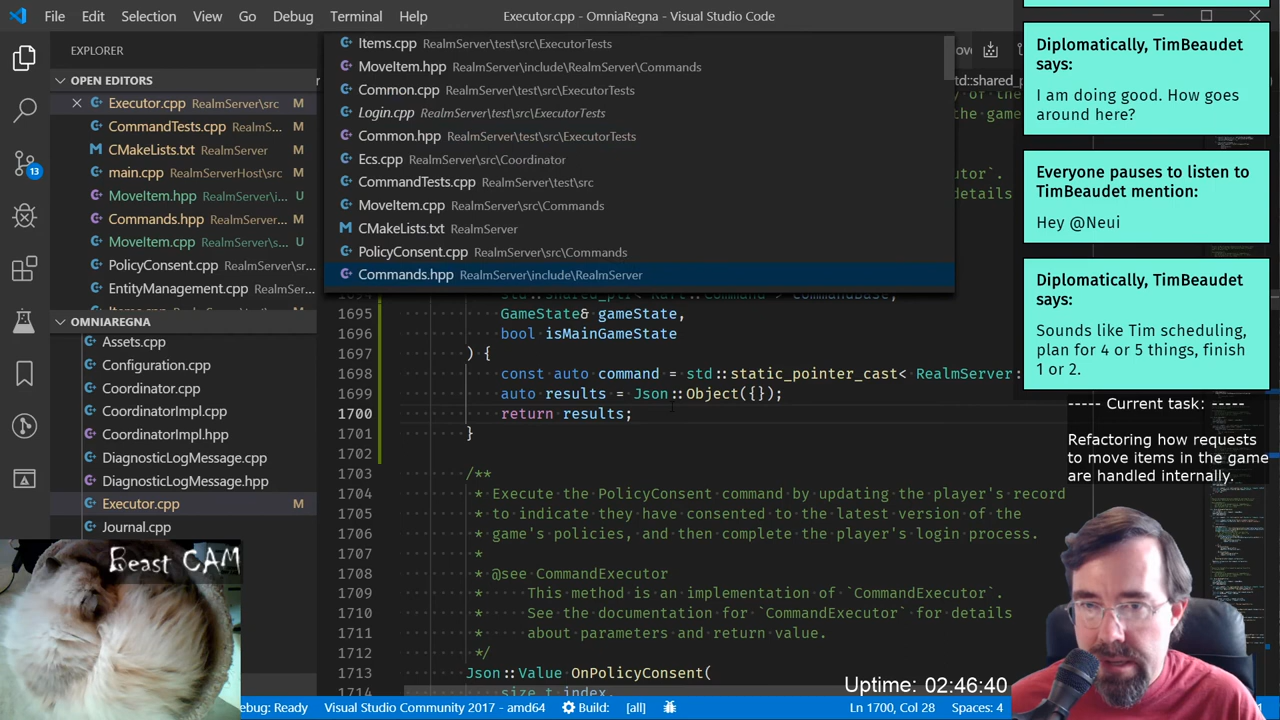 File Edit Selection View Go Debug Terminal Help
Executor.cpp - OmniaRegna - Visual Studio Code
EXPLORER
OPEN EDITORS
Executor.cpp RealmServer\src M
CommandTests.cpp RealmS... M
CMakeLists.txt RealmServer M
main.cpp RealmServerHost\src M
MoveItem.hpp RealmServer\i... U
Commands.hpp RealmServer... M
MoveItem.cpp RealmServer\s... U
PolicyConsent.cpp RealmServer\sr...
EntityManagement.cpp RealmServ...
OMNIAREGNA
Assets.cpp
Configuration.cpp
Coordinator.cpp
CoordinatorImpl.cpp
CoordinatorImpl.hpp
DiagnosticLogMessage.cpp
DiagnosticLogMessage.hpp
Executor.cpp M
Journal.cpp
13
Beast CAM
Items.cpp RealmServer\test\src\ExecutorTests
MoveItem.hpp RealmServer\include\RealmServer\Commands
Common.cpp RealmServer\test\src\ExecutorTests
Login.cpp RealmServer\test\src\ExecutorTests
Common.hpp RealmServer\test\src\ExecutorTests
Ecs.cpp RealmServer\src\Coordinator
CommandTests.cpp RealmServer\test\src
MoveItem.cpp RealmServer\src\Commands
CMakeLists.txt RealmServer
PolicyConsent.cpp RealmServer\src\Commands
Commands.hpp RealmServer\include\RealmServer
1695 GameState& gameState,
1696 bool isMainGameState
1697 ) {
1698 const auto command = std::static_pointer_cast< RealmServer:
1699 auto results = Json::Object({});
1700 return results;
1701 }
1702
1703 /**
1704 * Execute the PolicyConsent command by updating the player's record
1705 * to indicate they have consented to the latest version of the
1706 * game's policies, and then complete the player's login process.
1707 *
1708 * @see CommandExecutor
1709 * This method is an implementation of `CommandExecutor`.
1710 * the documentation for `CommandExecutor` for details
1711 * about parameters and return value.
1712 */
1713 Json::Value OnPolicyConsent(
1714 size_t index,
Diplomatically, TimBeaudet
says:
I am doing good. How goes
around here?
Everyone pauses to listen to
TimBeaudet mention:
Hey @Neui
Diplomatically, TimBeaudet
says:
Sounds like Tim scheduling,
plan for 4 or 5 things, finish
1 or 2.
----- Current task: -----
Refactoring how requests
to move items in the game
are handled internally.
Uptime: 02:46:40
ebug: Ready Visual Studio Community 2017 - amd64 Build: [all] Ln 1700, Col 28 Spaces: 4